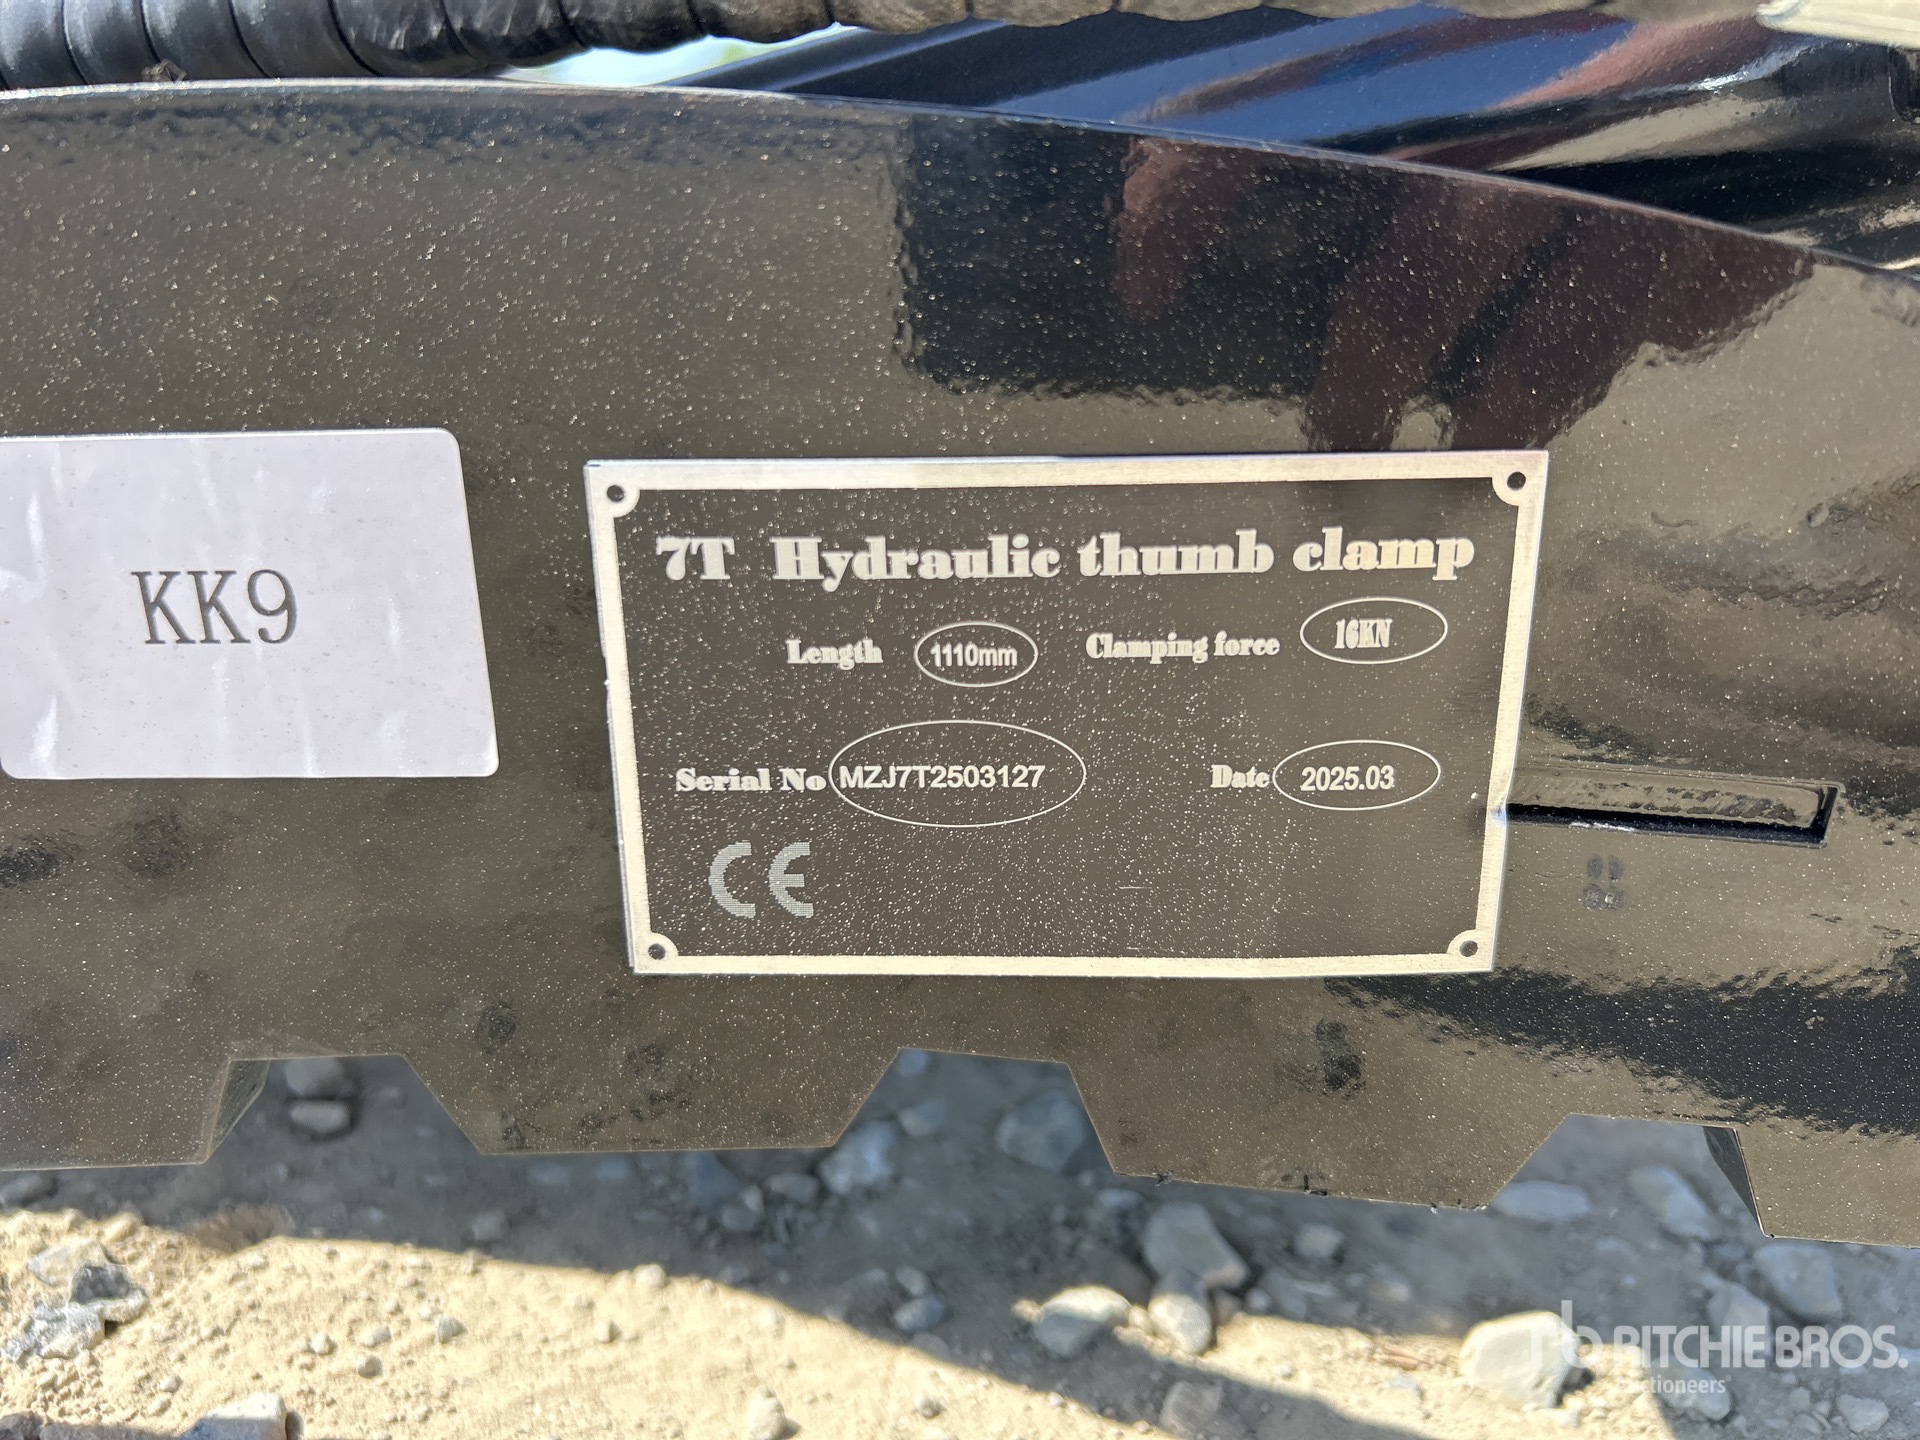 KK9
7T Hydraulic thumb clamp
Length 1110mm Clamping force 16KN
Serial No MZJ7T2503127 Date 2025.03
CE
RITCHIE BROS.
Auctioneers